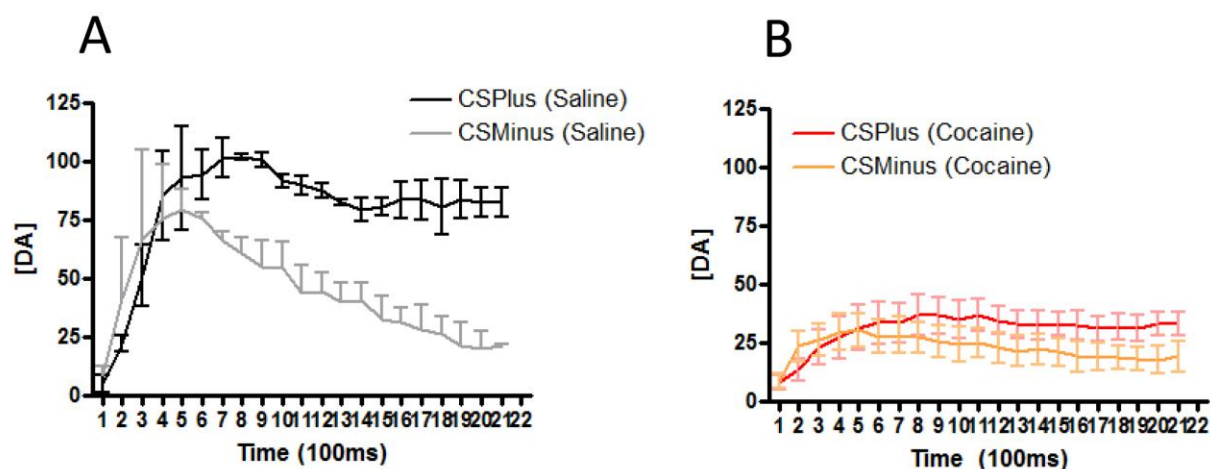 A
CSPlus (Saline)
CSMinus (Saline)
125
100
75
50
25
0
[DA]
1 2 3 4 5 6 7 8 9 10 11 12 13 14 15 16 17 18 19 20 21 22
Time (100ms)
B
CSPlus (Cocaine)
CSMinus (Cocaine)
125
100
75
50
25
0
[DA]
1 2 3 4 5 6 7 8 9 10 11 12 13 14 15 16 17 18 19 20 21 22
Time (100ms)